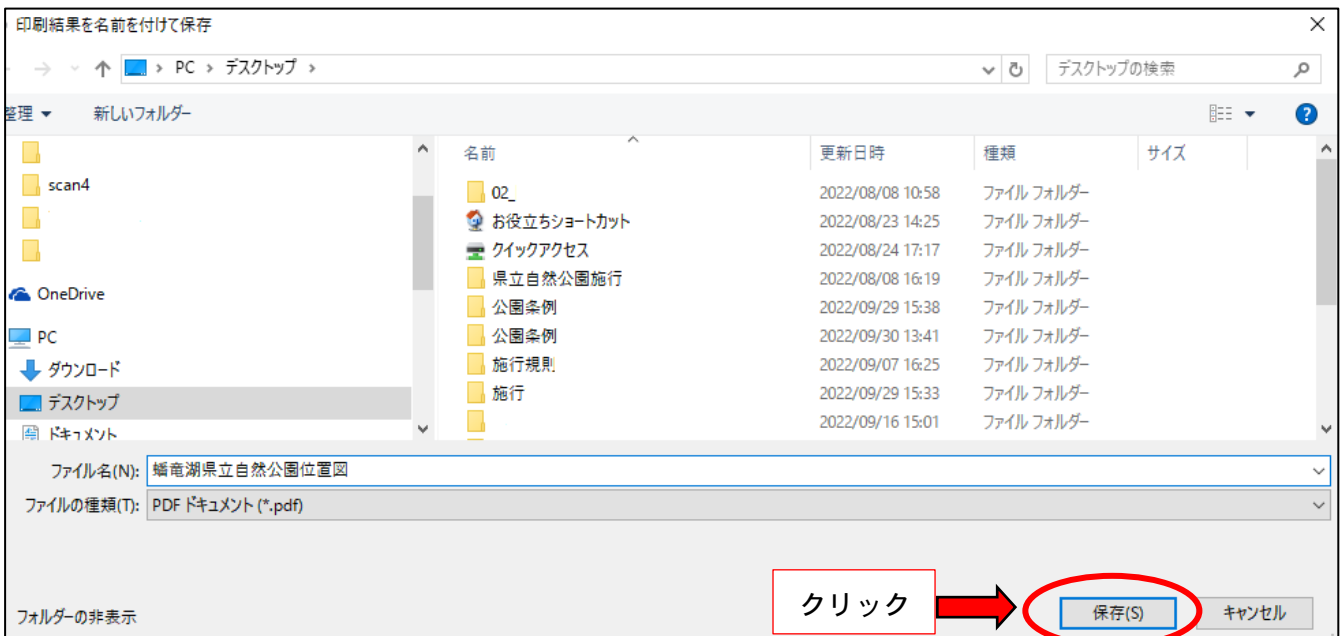 印刷結果を名前を付けて保存
PC › デスクトップ ›
デスクトップの検索
整理
新しいフォルダー
scan4
OneDrive
PC
ダウンロード
デスクトップ
ドキュメント
名前 更新日時 種類 サイズ
02_ 2022/08/08 10:58 ファイル フォルダー
お役立ちショートカット 2022/08/23 14:25 ファイル フォルダー
クイックアクセス 2022/08/24 17:17 ファイル フォルダー
県立自然公園施行 2022/08/08 16:19 ファイル フォルダー
公園条例 2022/09/29 15:38 ファイル フォルダー
公園条例 2022/09/30 13:41 ファイル フォルダー
施行規則 2022/09/07 16:25 ファイル フォルダー
施行 2022/09/29 15:33 ファイル フォルダー
2022/09/16 15:01 ファイル フォルダー
ファイル名(N): 蟠竜湖県立自然公園位置図
ファイルの種類(T): PDF ドキュメント (*.pdf)
フォルダーの非表示
クリック
保存(S)
キャンセル